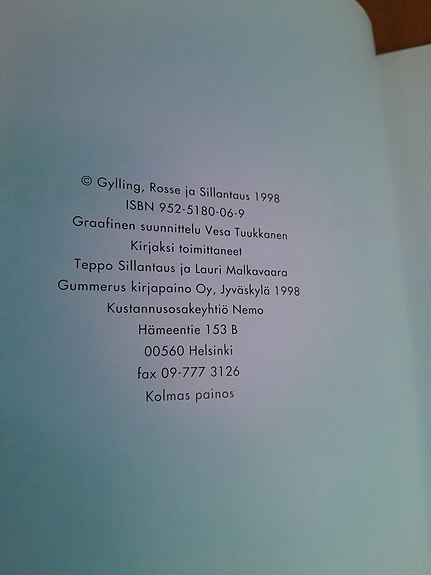 © Gylling, Rosse ja Sillantaus 1998
ISBN 952-5180-06-9
Graafinen suunnittelu Vesa Tuukkanen
Kirjaksi toimittaneet
Teppo Sillantaus ja Lauri Malkavaara
Gummerus kirjapaino Oy, Jyväskylä 1998
Kustannusosakeyhtiö Nemo
Hämeentie 153 B
00560 Helsinki
fax 09-777 3126
Kolmas painos